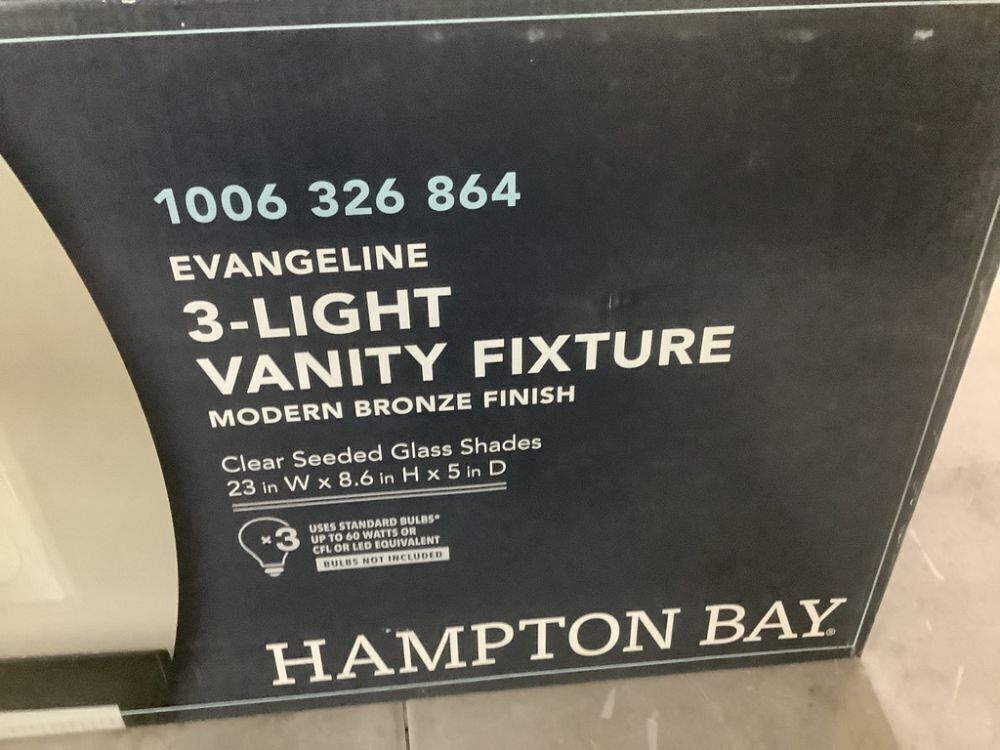 1006 326 864
EVANGELINE
3-LIGHT
VANITY FIXTURE
MODERN BRONZE FINISH
Clear Seeded Glass Shades
23 in W x 8.6 in H x 5 in D
×3
USES STANDARD BULBS*
UP TO 60 WATTS OR
CFL OR LED EQUIVALENT
BULBS NOT INCLUDED
HAMPTON BAY®